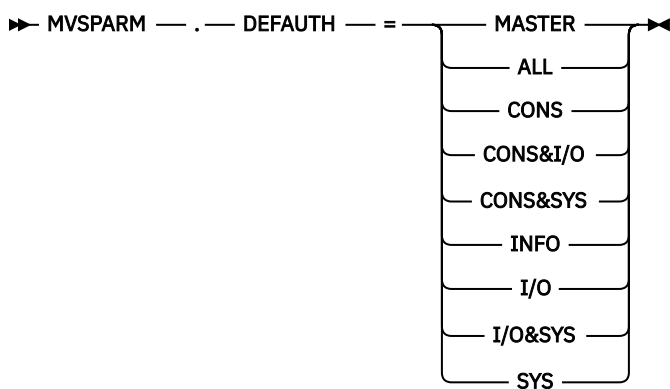 MVSPARM . DEFAUTH = MASTER
ALL
CONS
CONS&I/O
CONS&SYS
INFO
I/O
I/O&SYS
SYS